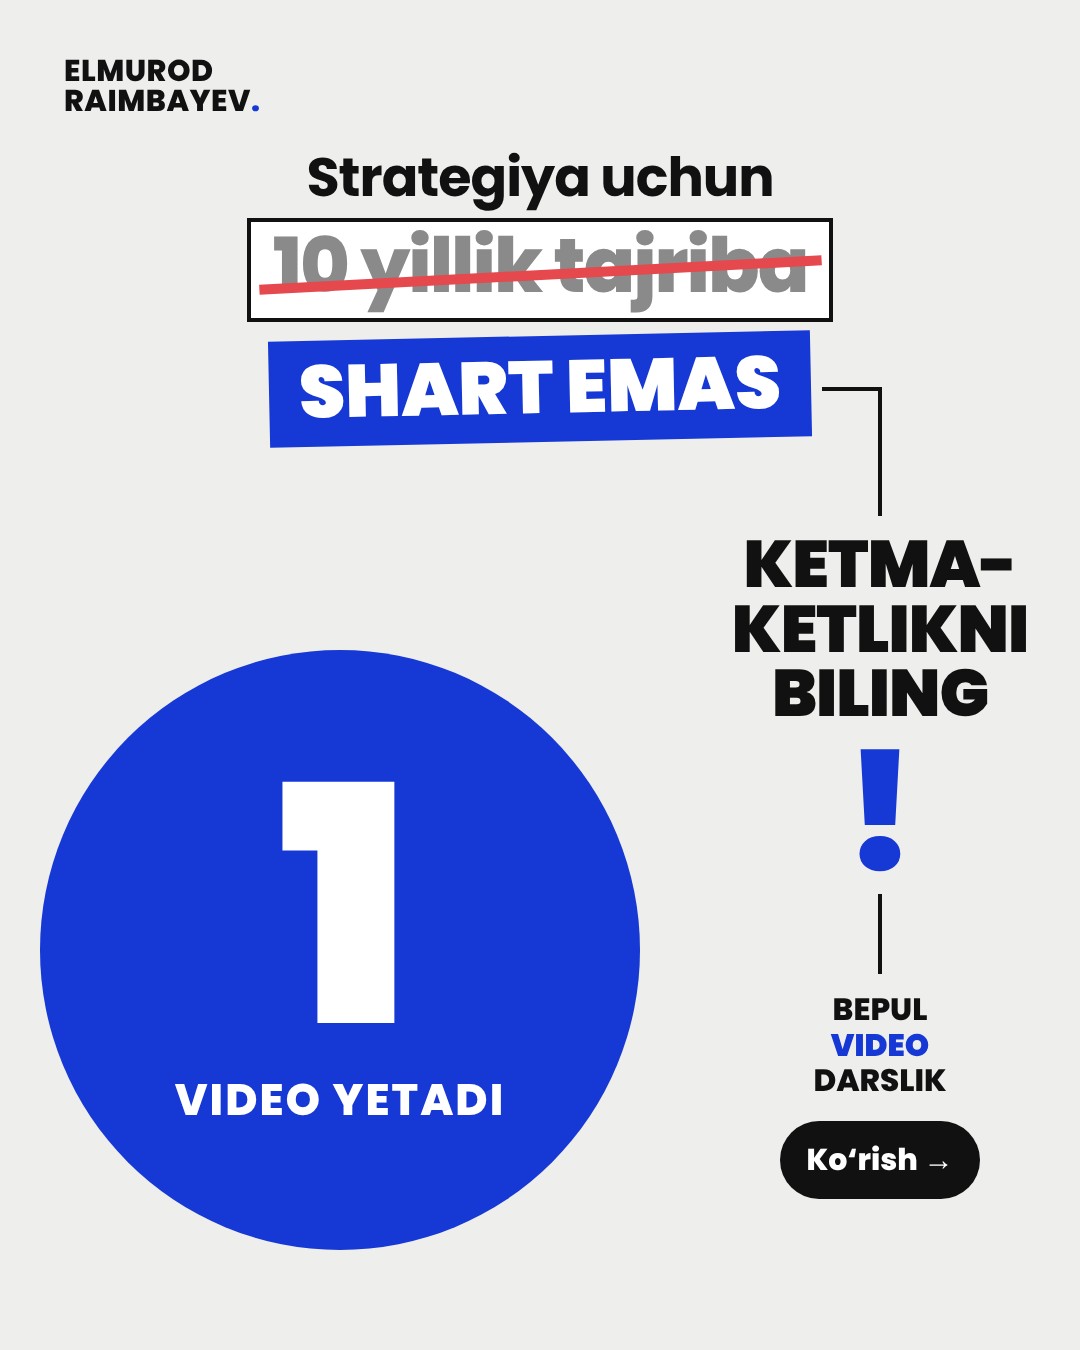 ELMUROD
RAIMBAYEV.
Strategiya uchun
10 yillik tajriba
SHART EMAS
KETMA-
KETLIKNI
BILING
!
1
VIDEO YETADI
BEPUL
VIDEO
DARSLIK
Ko‘rish →